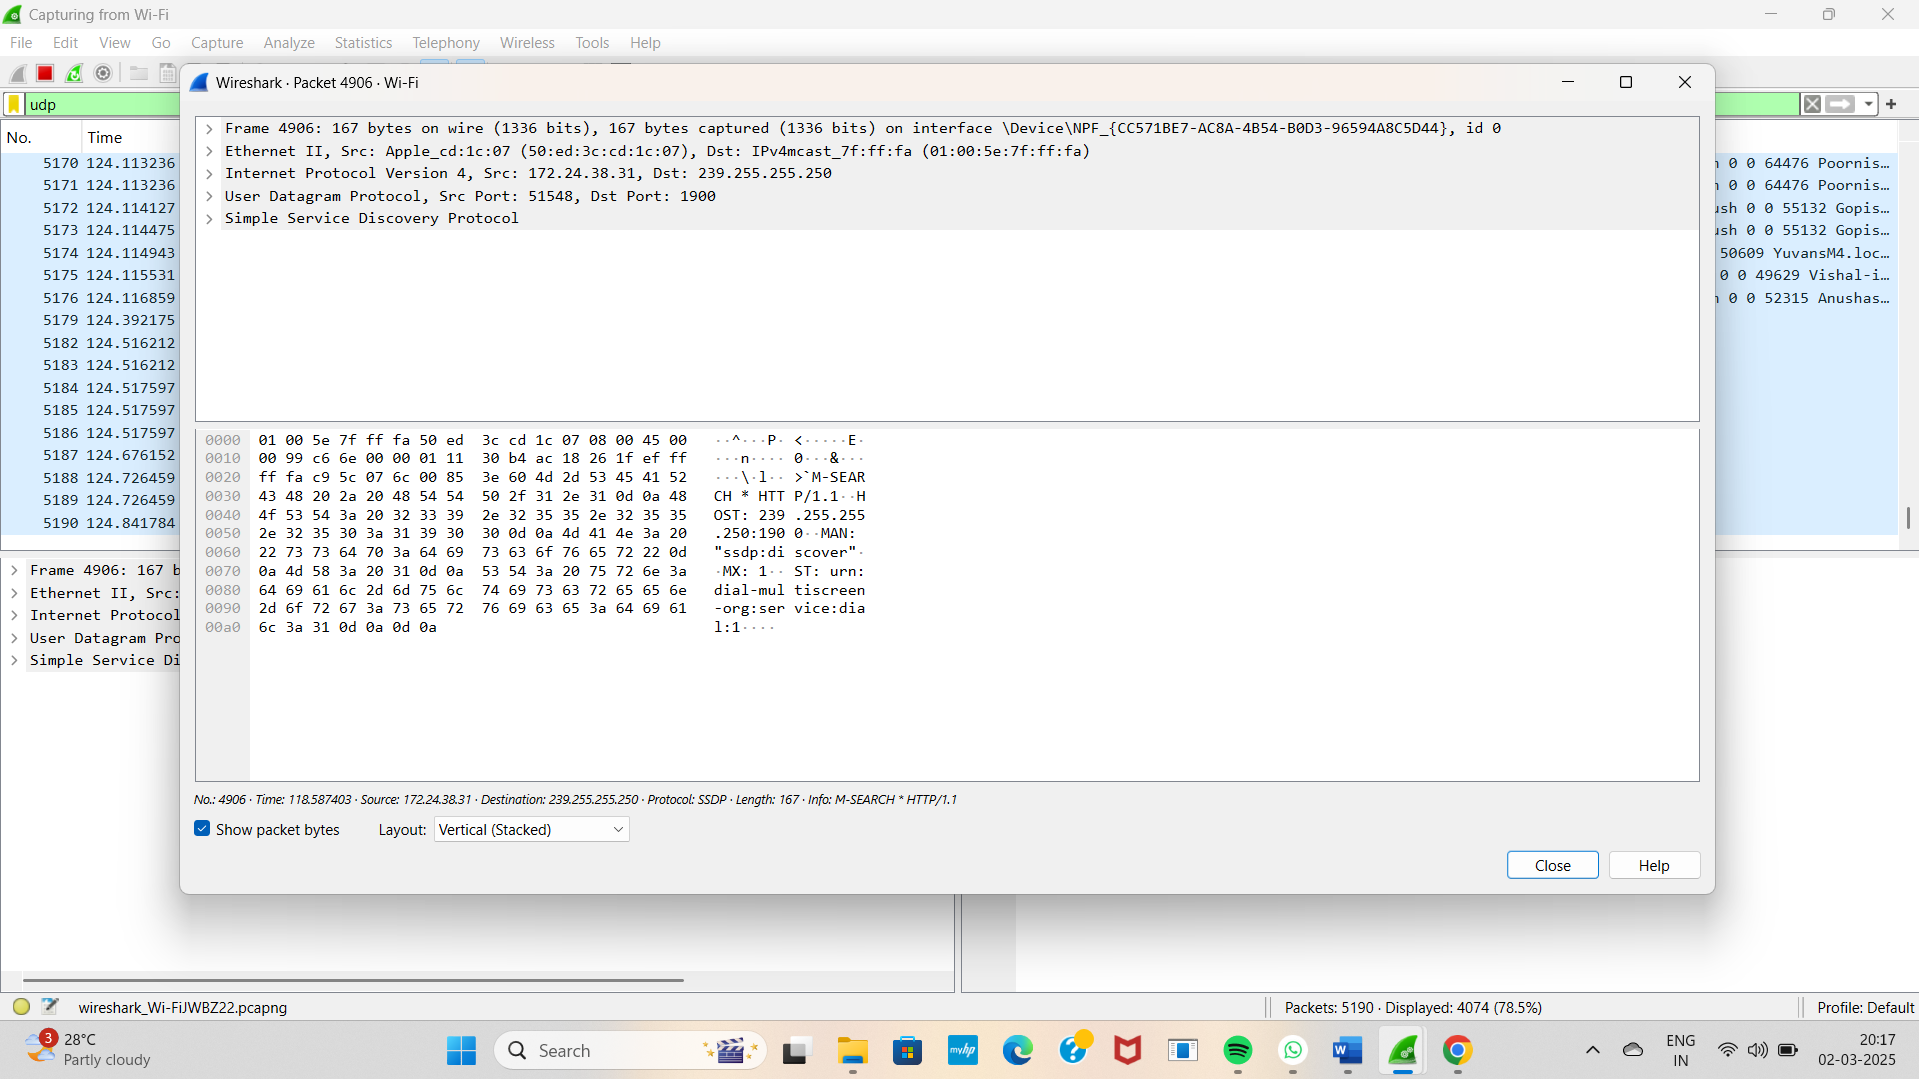 Capturing from Wi-Fi
File Edit View Go Capture Analyze Statistics Telephony Wireless Tools Help
Wireshark · Packet 4906 · Wi-Fi
udp
No. Time
5170 124.113236
5171 124.113236
5172 124.114127
5173 124.114475
5174 124.114943
5175 124.115531
5176 124.116859
5179 124.392175
5182 124.516212
5183 124.516212
5184 124.517597
5185 124.517597
5186 124.517597
5187 124.676152
5188 124.726459
5189 124.726459
5190 124.841784
Frame 4906: 167 b
Ethernet II, Src:
Internet Protocol
User Datagram Pro
Simple Service Di
Frame 4906: 167 bytes on wire (1336 bits), 167 bytes captured (1336 bits) on interface \Device\NPF_{CC571BE7-AC8A-4B54-B0D3-96594A8C5D44}, id 0
Ethernet II, Src: Apple_cd:1c:07 (50:ed:3c:cd:1c:07), Dst: IPv4mcast_7f:ff:fa (01:00:5e:7f:ff:fa)
Internet Protocol Version 4, Src: 172.24.38.31, Dst: 239.255.255.250
User Datagram Protocol, Src Port: 51548, Dst Port: 1900
Simple Service Discovery Protocol
0000 01 00 5e 7f ff fa 50 ed 3c cd 1c 07 08 00 45 00 ··^···P· <·····E·
0010 00 99 c6 6e 00 00 01 11 30 b4 ac 18 26 1f ef ff ···n···· 0···&···
0020 ff fa c9 5c 07 6c 00 85 3e 60 4d 2d 53 45 41 52 ···\·l·· >`M-SEAR
0030 43 48 20 2a 20 48 54 54 50 2f 31 2e 31 0d 0a 48 CH * HTT P/1.1··H
0040 4f 53 54 3a 20 32 33 39 2e 32 35 35 2e 32 35 35 OST: 239 .255.255
0050 2e 32 35 30 3a 31 39 30 30 0d 0a 4d 41 4e 3a 20 .250:190 0··MAN:
0060 22 73 73 64 70 3a 64 69 73 63 6f 76 65 72 22 0d "ssdp:di scover"·
0070 0a 4d 58 3a 20 31 0d 0a 53 54 3a 20 75 72 6e 3a ·MX: 1·· ST: urn:
0080 64 69 61 6c 2d 6d 75 6c 74 69 73 63 72 65 65 6e dial-mul tiscreen
0090 2d 6f 72 67 3a 73 65 72 76 69 63 65 3a 64 69 61 -org:ser vice:dia
00a0 6c 3a 31 0d 0a 0d 0a l:1····
No.: 4906 · Time: 118.587403 · Source: 172.24.38.31 · Destination: 239.255.255.250 · Protocol: SSDP · Length: 167 · Info: M-SEARCH * HTTP/1.1
Show packet bytes Layout: Vertical (Stacked)
Close Help
0 0 64476 Poornis…
0 0 64476 Poornis…
ush 0 0 55132 Gopis…
ush 0 0 55132 Gopis…
50609 YuvansM4.loc…
0 0 49629 Vishal-i…
0 0 52315 Anushas…
wireshark_Wi-FiJWBZ22.pcapng
Packets: 5190 · Displayed: 4074 (78.5%)
Profile: Default
3
28°C
Partly cloudy
Search
myhp
ENG
IN
20:17
02-03-2025